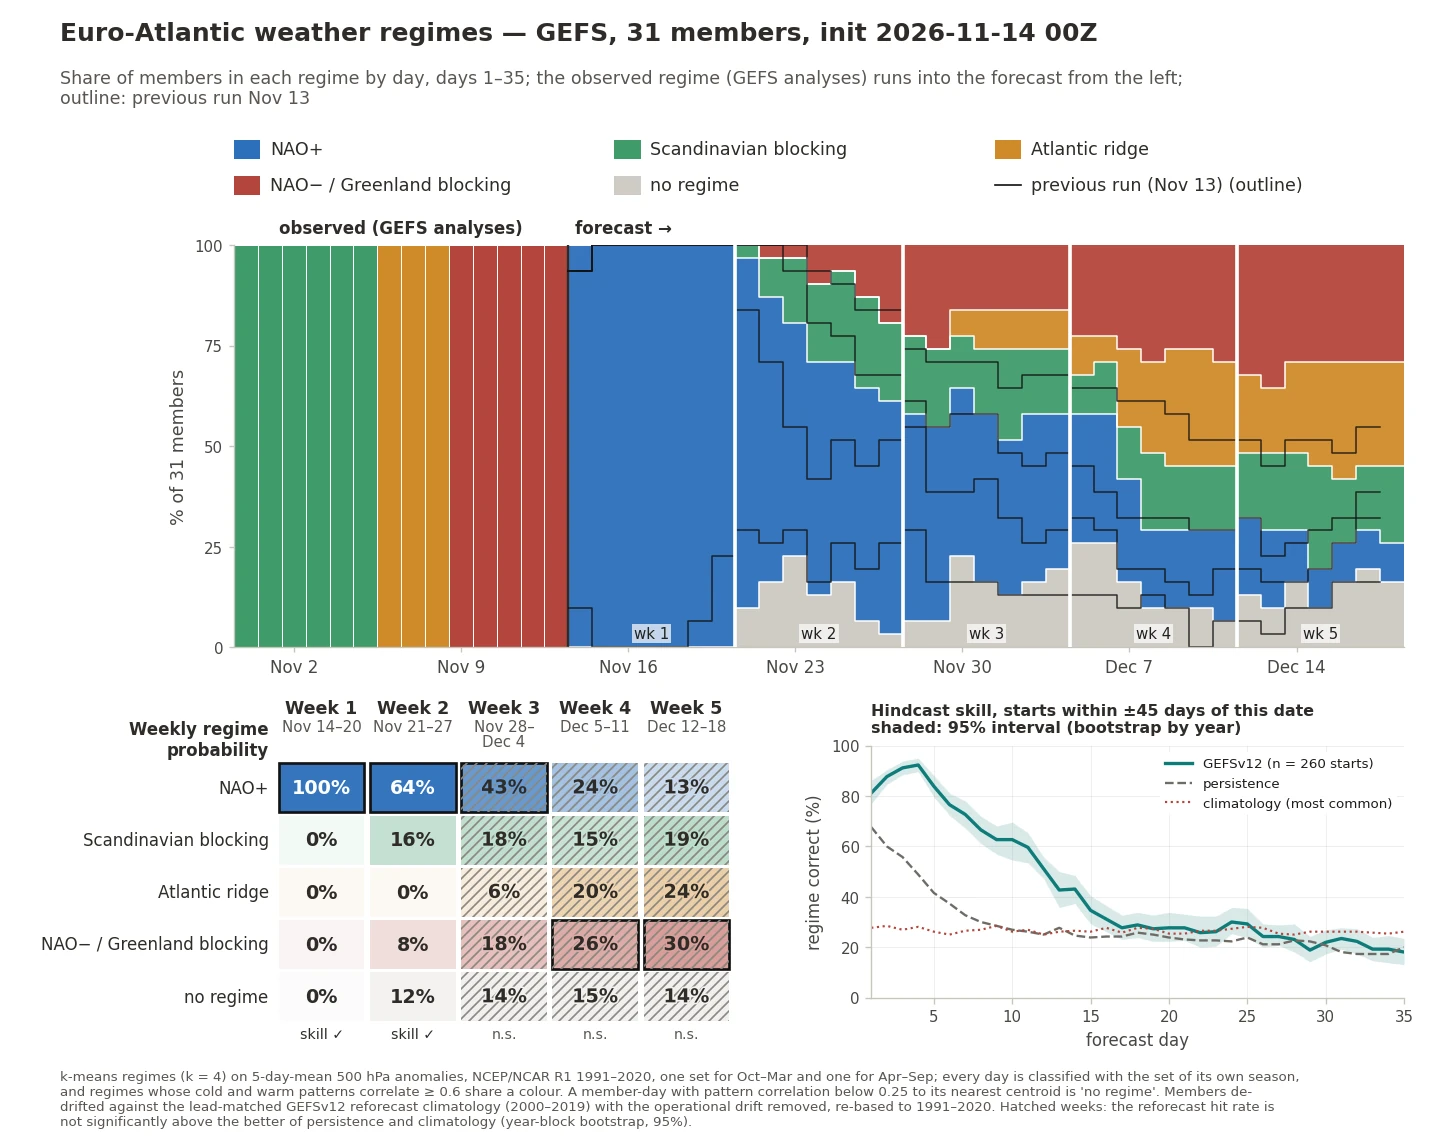 Euro-Atlantic weather regimes — GEFS, 31 members, init 2026-11-14 00Z
Share of members in each regime by day, days 1–35; the observed regime (GEFS analyses) runs into the forecast from the left;
outline: previous run Nov 13
NAO+
Scandinavian blocking
Atlantic ridge
NAO− / Greenland blocking
no regime
previous run (Nov 13) (outline)
observed (GEFS analyses)
forecast →
100
75
50
25
0
% of 31 members
wk 1
wk 2
wk 3
wk 4
wk 5
Nov 2
Nov 9
Nov 16
Nov 23
Nov 30
Dec 7
Dec 14
Weekly regime
probability
Week 1
Nov 14–20
Week 2
Nov 21–27
Week 3
Nov 28–
Dec 4
Week 4
Dec 5–11
Week 5
Dec 12–18
NAO+ 100% 64% 43% 24% 13%
Scandinavian blocking 0% 16% 18% 15% 19%
Atlantic ridge 0% 0% 6% 20% 24%
NAO− / Greenland blocking 0% 8% 18% 26% 30%
no regime 0% 12% 14% 15% 14%
skill ✓ skill ✓ n.s. n.s. n.s.
Hindcast skill, starts within ±45 days of this date
shaded: 95% interval (bootstrap by year)
GEFSv12 (n = 260 starts)
persistence
climatology (most common)
regime correct (%)
100
80
60
40
20
0
5
10
15
20
25
30
35
forecast day
k-means regimes (k = 4) on 5-day-mean 500 hPa anomalies, NCEP/NCAR R1 1991–2020, one set for Oct–Mar and one for Apr–Sep; every day is classified with the set of its own season,
and regimes whose cold and warm patterns correlate ≥ 0.6 share a colour. A member-day with pattern correlation below 0.25 to its nearest centroid is 'no regime'. Members de-
drifted against the lead-matched GEFSv12 reforecast climatology (2000–2019) with the operational drift removed, re-based to 1991–2020. Hatched weeks: the reforecast hit rate is
not significantly above the better of persistence and climatology (year-block bootstrap, 95%).